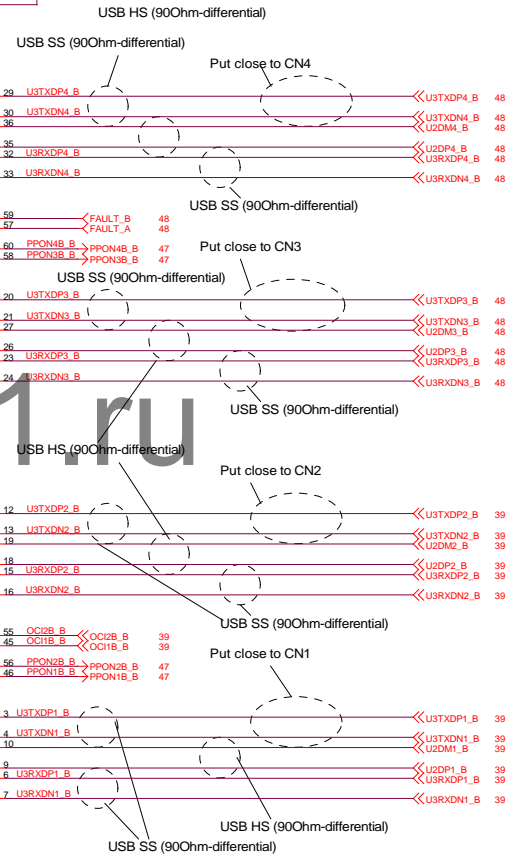 USB HS (90Ohm-differential)
USB SS (90Ohm-differential)
Put close to CN4
29 U3TXDP4_B U3TXDP4_B 48
30 U3TXDN4_B U3TXDN4_B 48
36 U2DM4_B 48
35 U2DP4_B 48
32 U3RXDP4_B U3RXDP4_B 48
33 U3RXDN4_B U3RXDN4_B 48
USB SS (90Ohm-differential)
59 FAULT_B 48
57 FAULT_A 48
60 PPON4B_B PPON4B_B 47
58 PPON3B_B PPON3B_B 47
Put close to CN3
USB SS (90Ohm-differential)
20 U3TXDP3_B U3TXDP3_B 48
21 U3TXDN3_B U3TXDN3_B 48
27 U2DM3_B 48
26 U2DP3_B 48
23 U3RXDP3_B U3RXDP3_B 48
24 U3RXDN3_B U3RXDN3_B 48
1.ru
USB SS (90Ohm-differential)
USB HS (90Ohm-differential)
Put close to CN2
12 U3TXDP2_B U3TXDP2_B 39
13 U3TXDN2_B U3TXDN2_B 39
19 U2DM2_B 39
18 U2DP2_B 39
15 U3RXDP2_B U3RXDP2_B 39
16 U3RXDN2_B U3RXDN2_B 39
USB SS (90Ohm-differential)
55 OCI2B_B OCI2B_B 39
45 OCI1B_B OCI1B_B 39
56 PPON2B_B PPON2B_B 47
46 PPON1B_B PPON1B_B 47
Put close to CN1
3 U3TXDP1_B U3TXDP1_B 39
4 U3TXDN1_B U3TXDN1_B 39
10 U2DM1_B 39
9 U2DP1_B 39
6 U3RXDP1_B U3RXDP1_B 39
7 U3RXDN1_B U3RXDN1_B 39
USB HS (90Ohm-differential)
USB SS (90Ohm-differential)